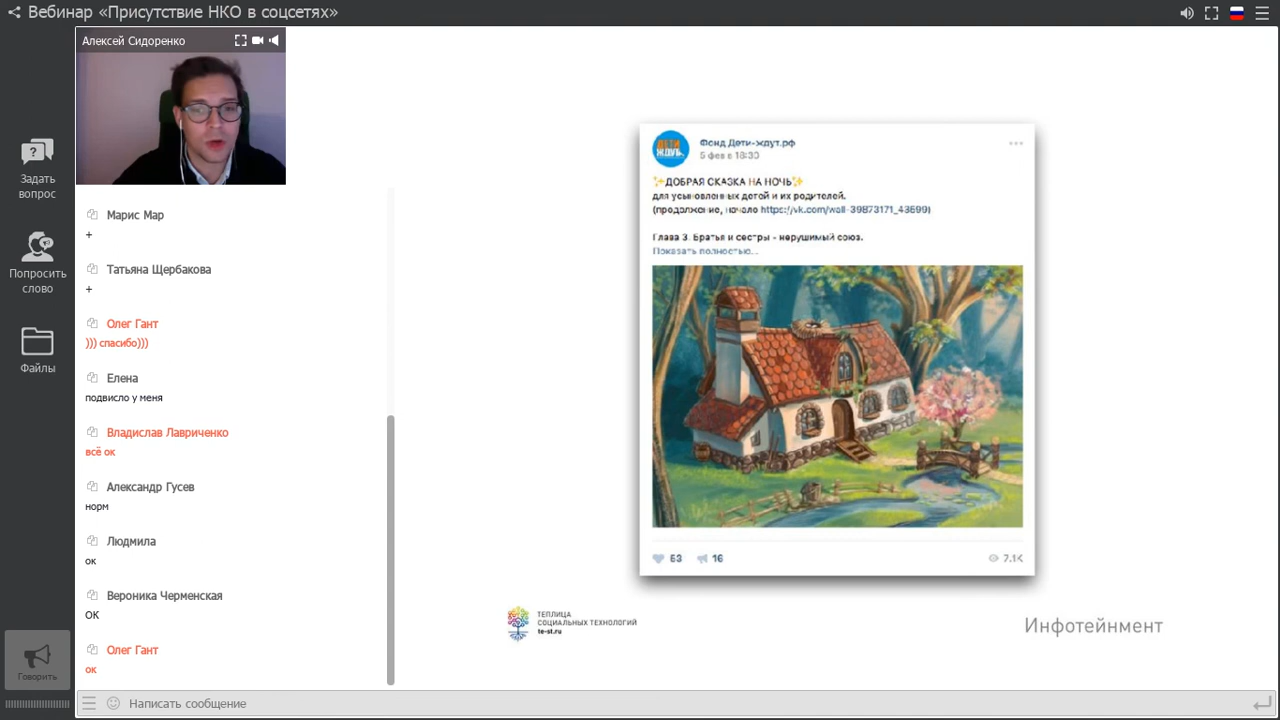 Вебинар «Присутствие НКО в соцсетях»
Алексей Сидоренко
Задать
вопрос
Попросить
слово
Файлы
Говорить
Марис Мар
+
Татьяна Щербакова
+
Олег Гант
))) спасибо)))
Елена
подвисло у меня
Владислав Лавриченко
всё ок
Александр Гусев
норм
Людмила
ок
Вероника Черменская
ОК
Олег Гант
ок
Написать сообщение
ДЕТИ
ЖДУТ
Фонд Дети-ждут.рф
5 фев в 18:30
✨ДОБРАЯ СКАЗКА НА НОЧЬ✨
для усыновленных детей и их родителей.
(продолжение, начало https://vk.com/wall-39873171_43599)
Глава 3. Братья и сестры - нерушимый союз.
Показать полностью...
53 16 7.1K
ТЕПЛИЦА
СОЦИАЛЬНЫХ ТЕХНОЛОГИЙ
te-st.ru
Инфотейнмент